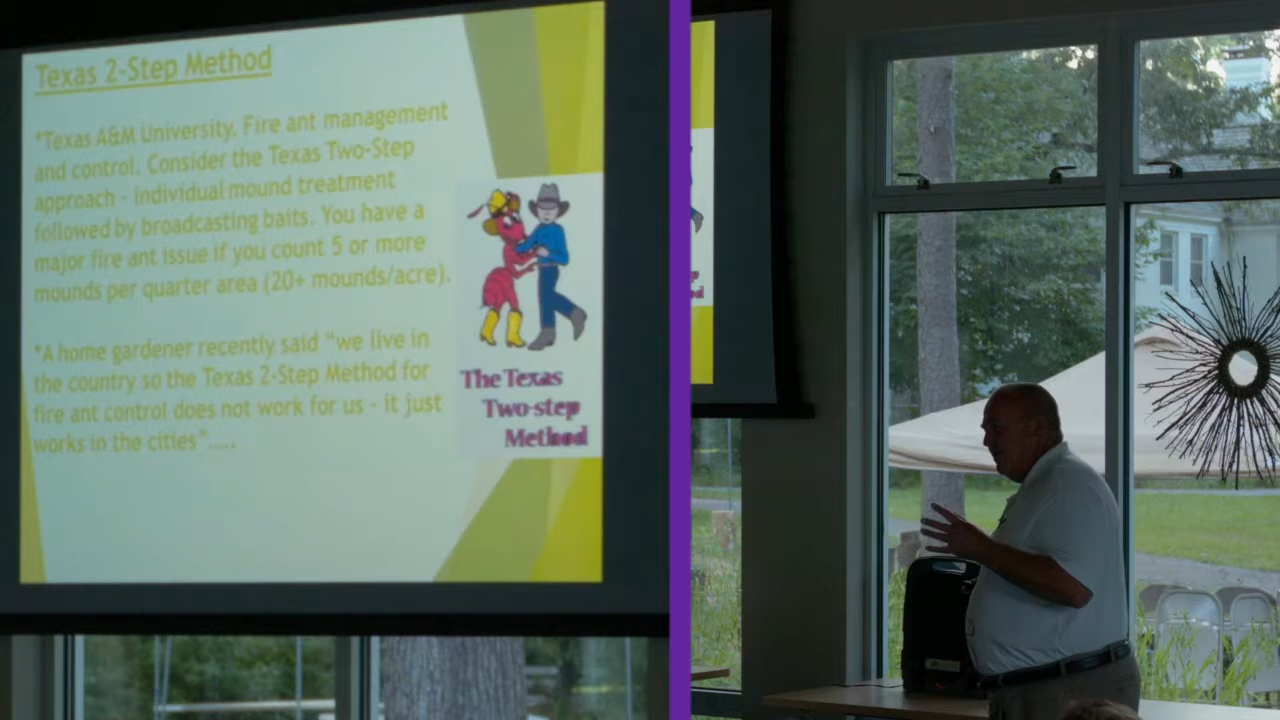 Texas 2-Step Method
*Texas A&M University. Fire ant management
and control. Consider the Texas Two-Step
approach - individual mound treatment
followed by broadcasting baits. You have a
major fire ant issue if you count 5 or more
mounds per quarter area (20+ mounds/acre).
"A home gardener recently said "we live in
the country so the Texas 2-Step Method for
fire ant control does not work for us - it just
works in the cities".....
The Texas
Two-step
Method